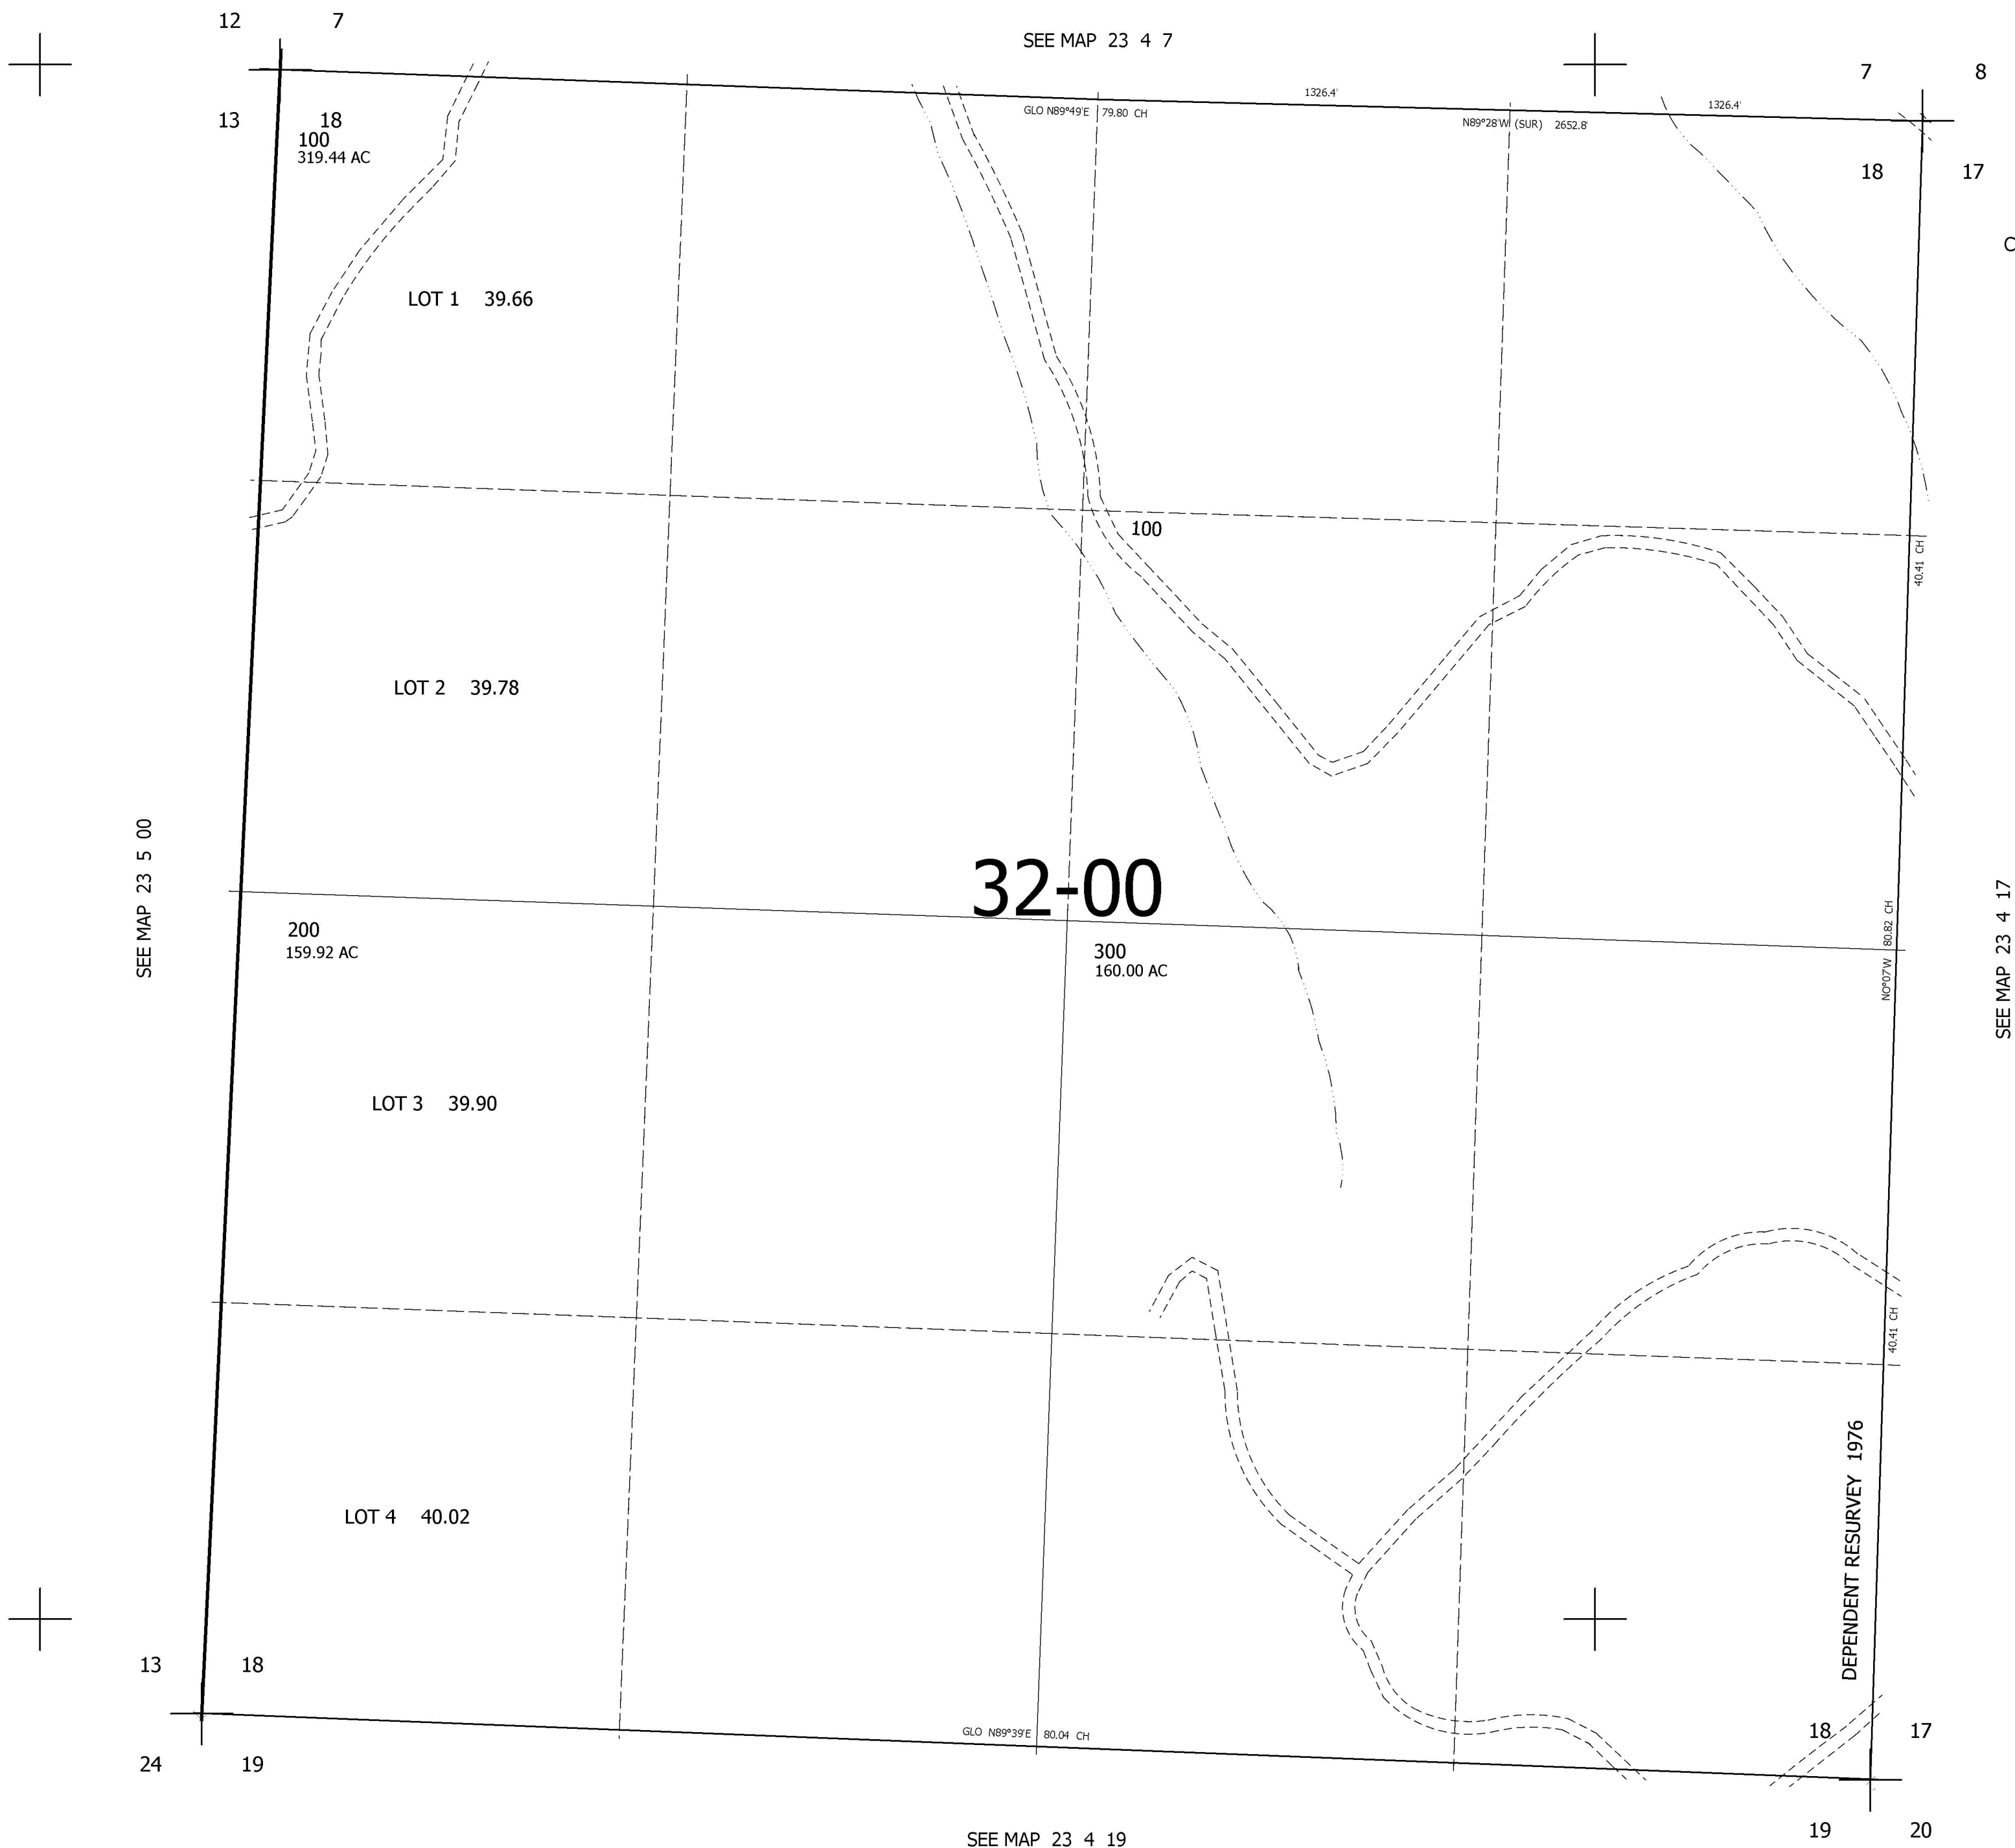 12 7
SEE MAP 23 4 7
7 8
1326.4'
1326.4'
GLO N89°49'E 79.80 CH
N89°28'W (SUR) 2652.8'
13 18
100
319.44 AC
18 17
C
LOT 1 39.66
100
40.41 CH
LOT 2 39.78
SEE MAP 23 5 00
32-00
80.82 CH
N0°07'W
SEE MAP 23 4 17
200
159.92 AC
300
160.00 AC
LOT 3 39.90
40.41 CH
DEPENDENT RESURVEY 1976
LOT 4 40.02
13 18
18 17
GLO N89°39'E 80.04 CH
24 19
19 20
SEE MAP 23 4 19